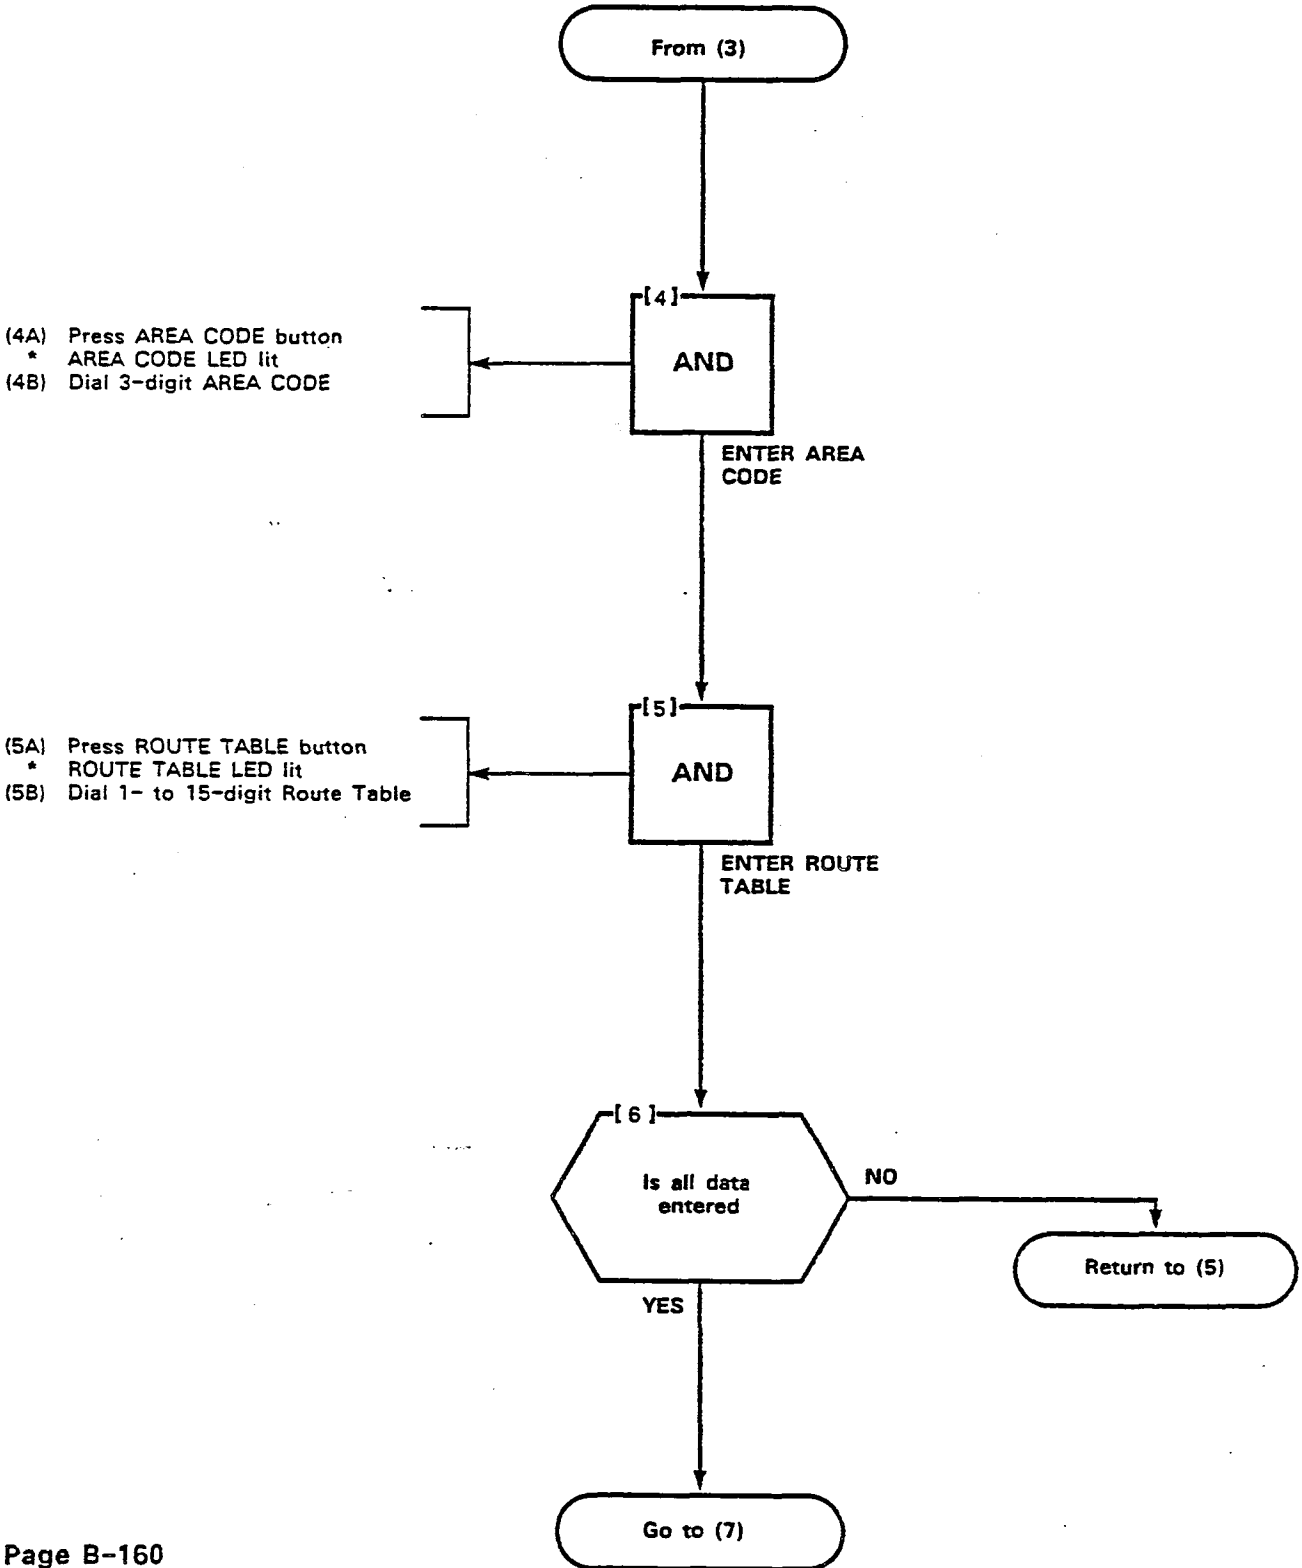 From (3)
[4]
AND
(4A) Press AREA CODE button
* AREA CODE LED lit
(4B) Dial 3-digit AREA CODE
ENTER AREA
CODE
[5]
AND
(5A) Press ROUTE TABLE button
* ROUTE TABLE LED lit
(5B) Dial 1- to 15-digit Route Table
ENTER ROUTE
TABLE
[6]
Is all data
entered
NO
Return to (5)
YES
Go to (7)
Page B-160